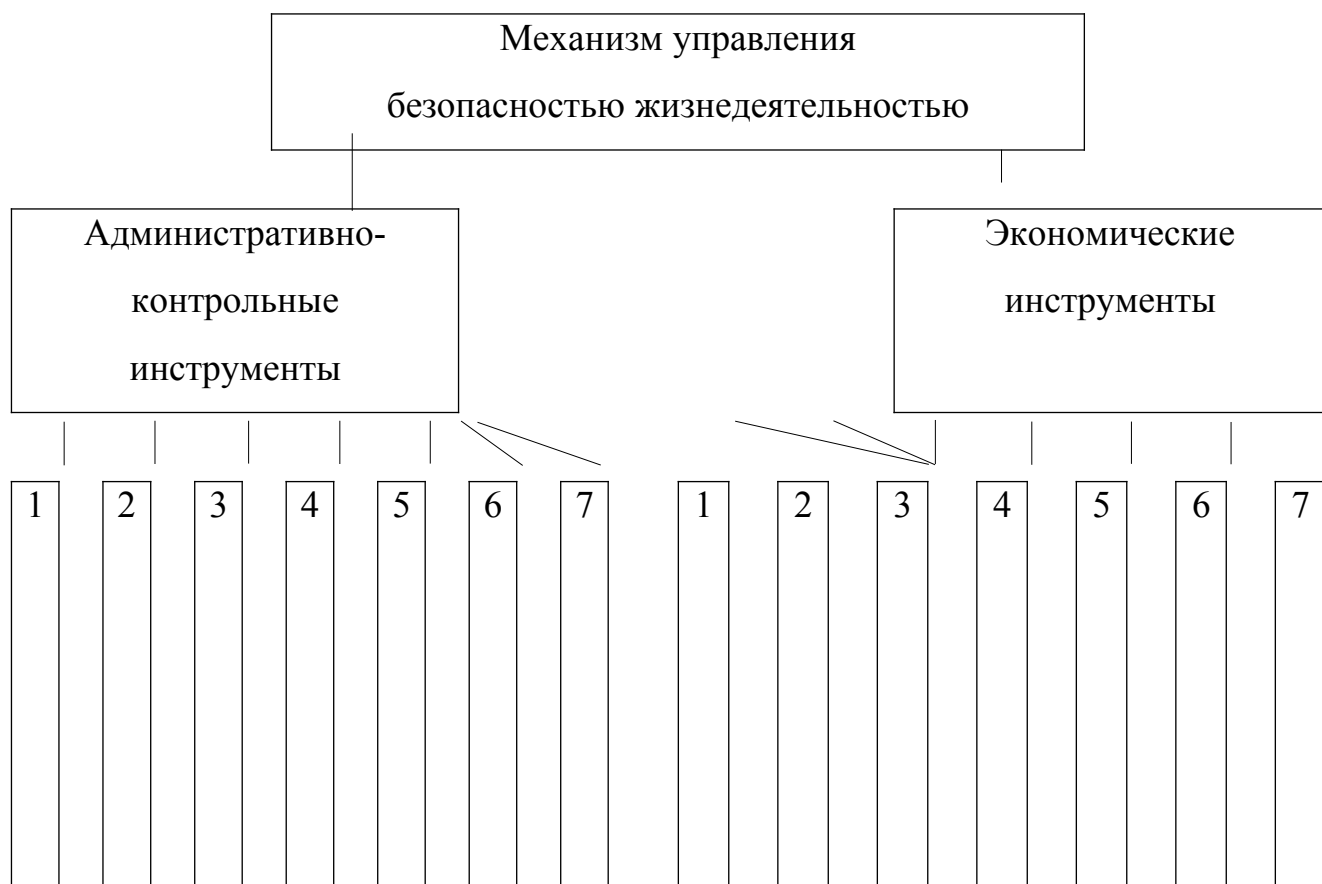 Механизм управления
безопасностью жизнедеятельностью
Административно-
контрольные
инструменты
Экономические
инструменты
1 2 3 4 5 6 7 1 2 3 4 5 6 7